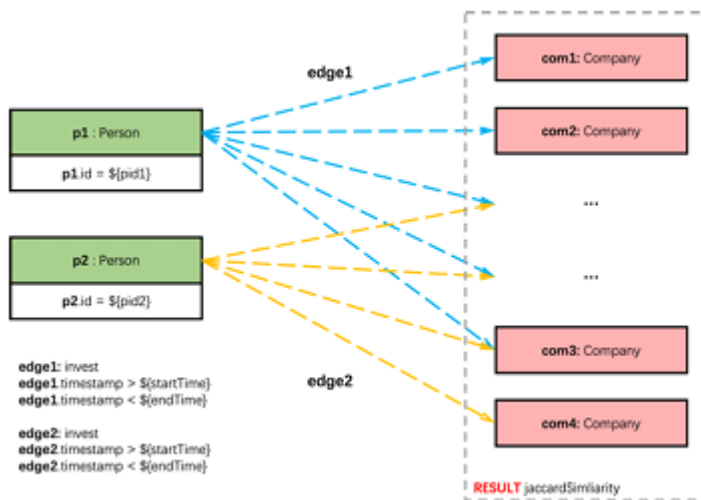 edge1
com1: Company
p1 : Person
com2: Company
p1.id = ${pid1}
...
p2 : Person
...
p2.id = ${pid2}
com3: Company
edge1: invest
edge1.timestamp > ${startTime}
edge1.timestamp < ${endTime}
edge2
com4: Company
edge2: invest
edge2.timestamp > ${startTime}
edge2.timestamp < ${endTime}
RESULT jaccardSimliarity